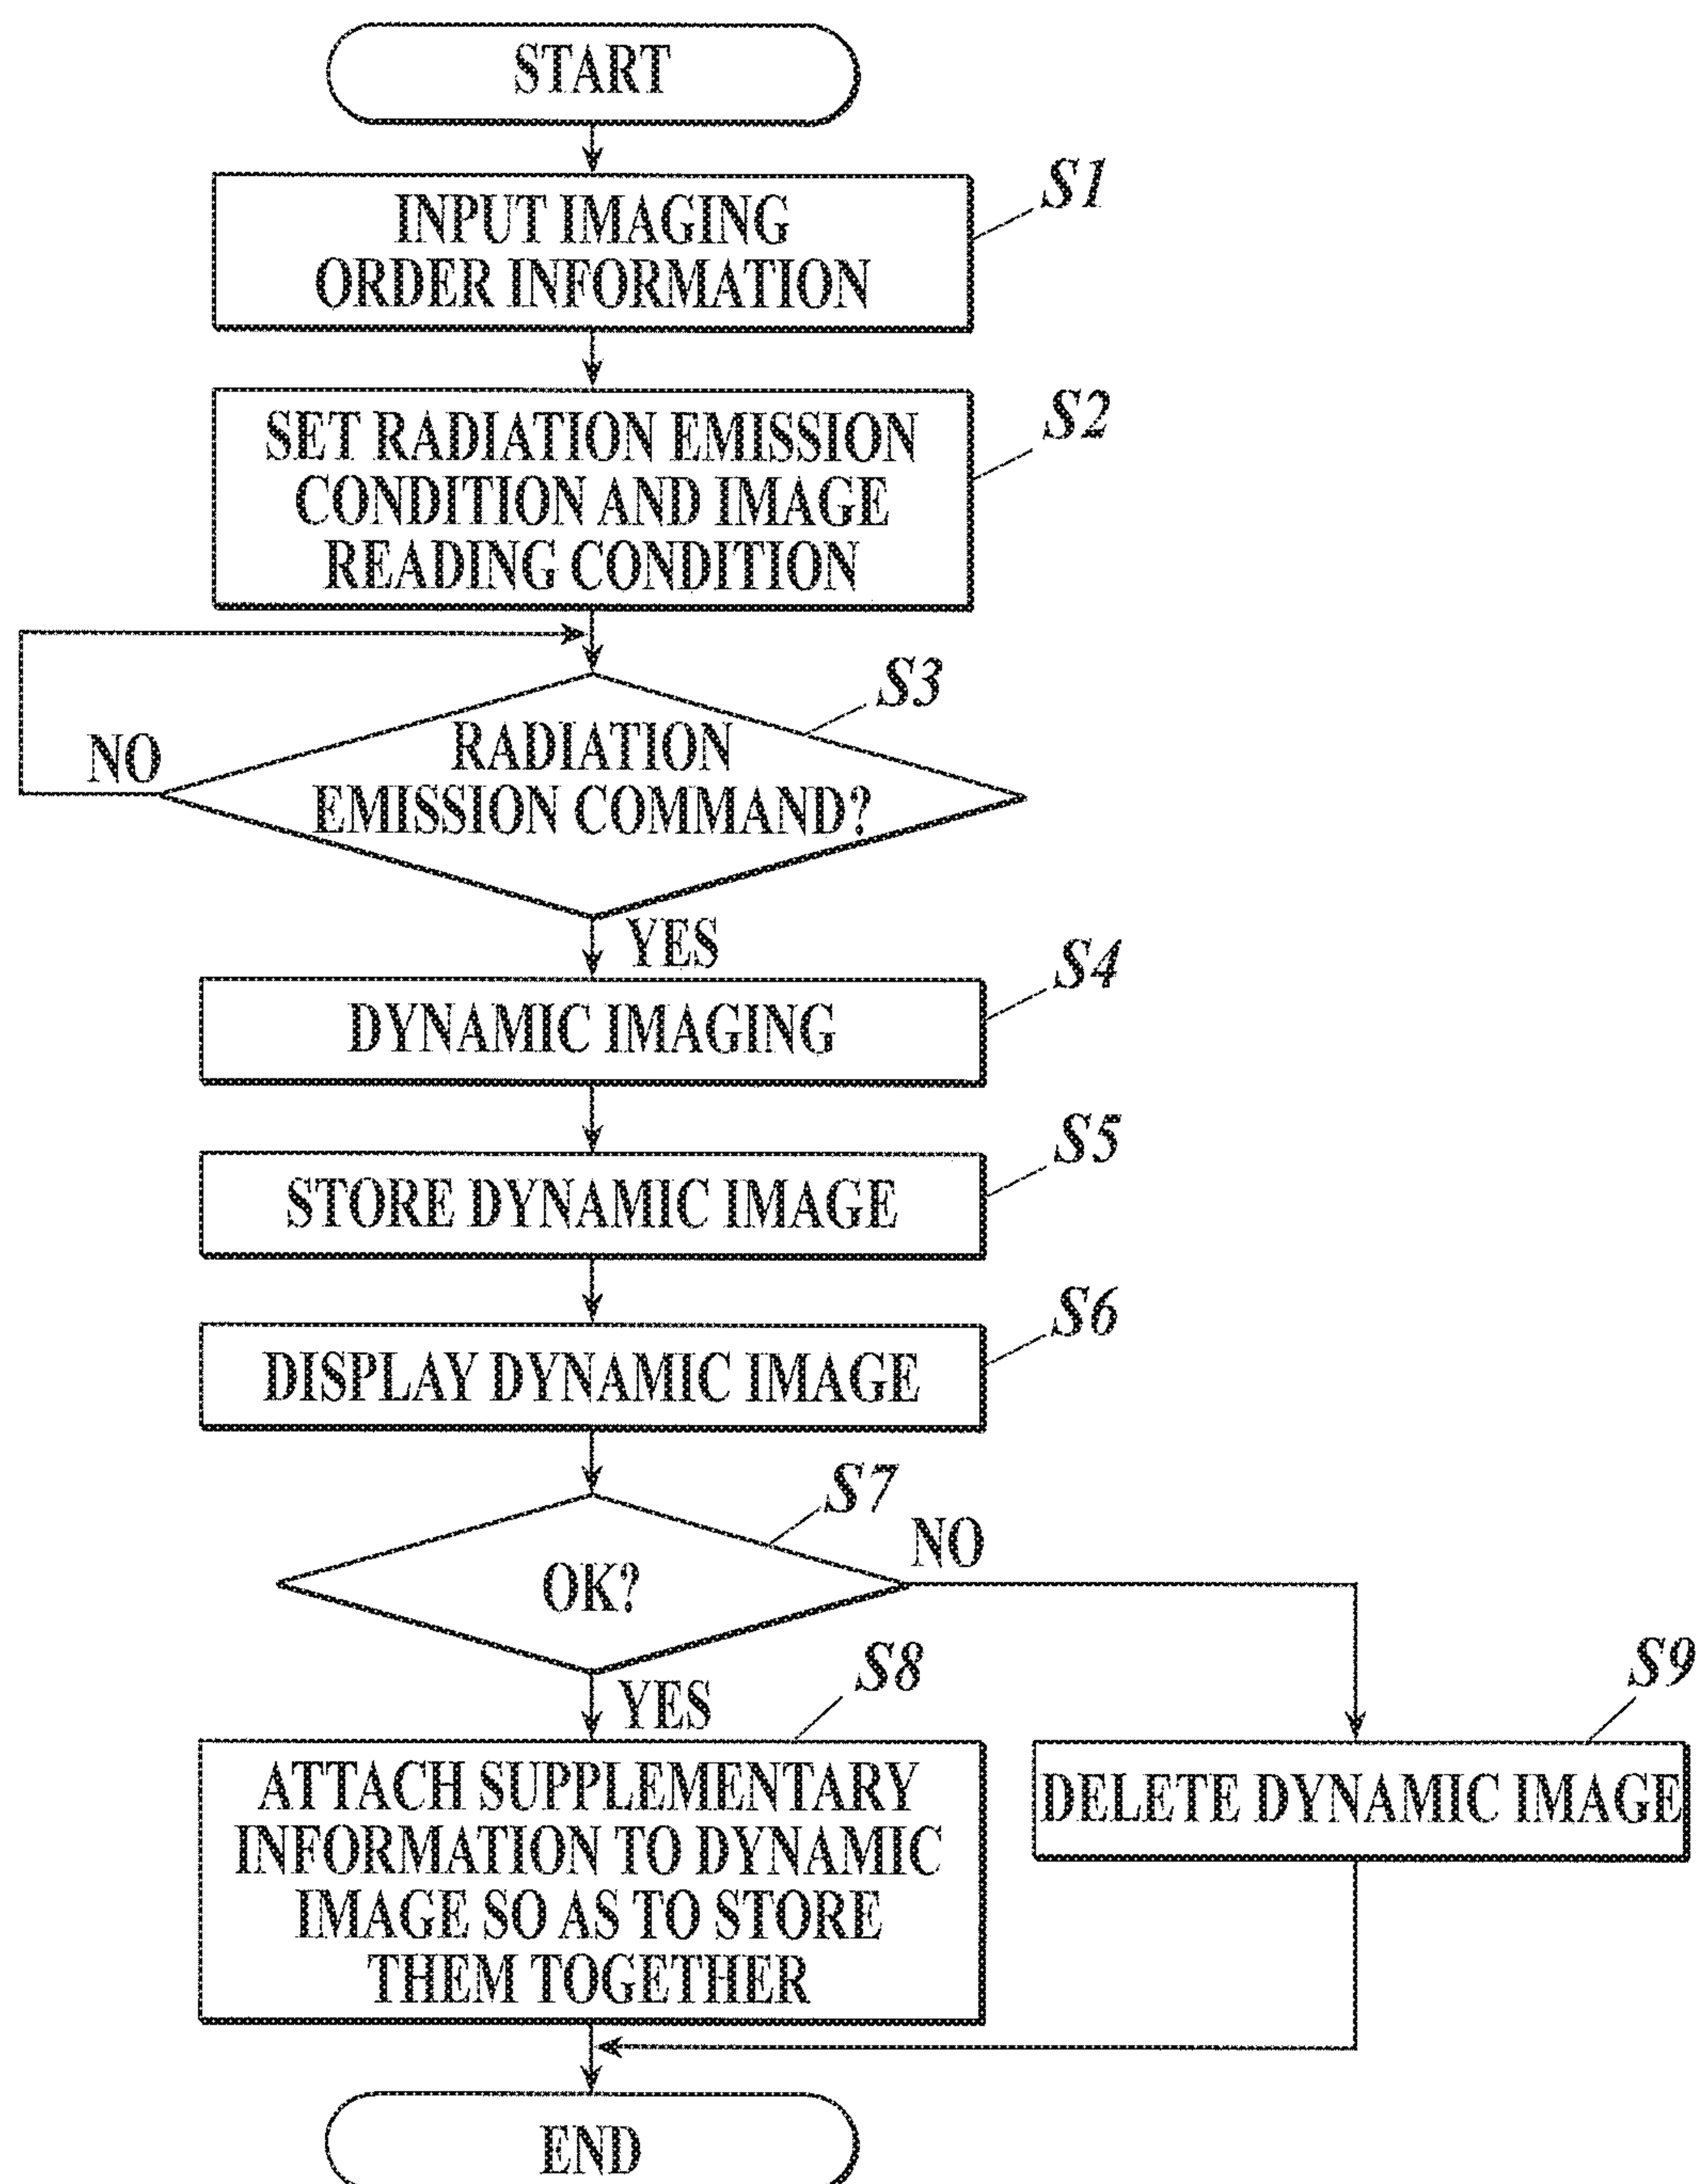 START
S1
INPUT IMAGING
ORDER INFORMATION
S2
SET RADIATION EMISSION
CONDITION AND IMAGE
READING CONDITION
S3
NO
RADIATION
EMISSION COMMAND?
YES
S4
DYNAMIC IMAGING
S5
STORE DYNAMIC IMAGE
S6
DISPLAY DYNAMIC IMAGE
S7
NO
OK?
YES
S8
S9
ATTACH SUPPLEMENTARY
INFORMATION TO DYNAMIC
IMAGE SO AS TO STORE
THEM TOGETHER
DELETE DYNAMIC IMAGE
END